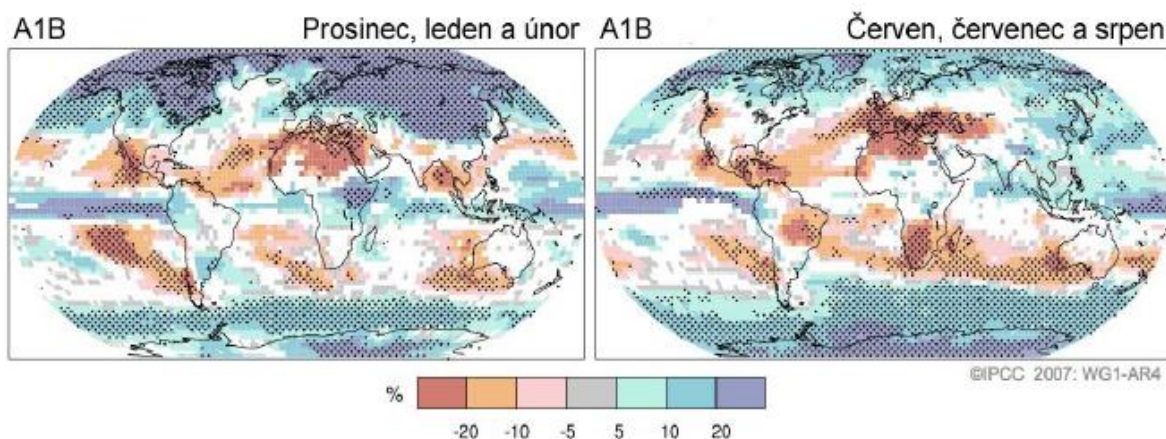 A1B Prosinec, leden a únor
A1B Červen, červenec a srpen
©IPCC 2007: WG1-AR4
%
-20 -10 -5 5 10 20